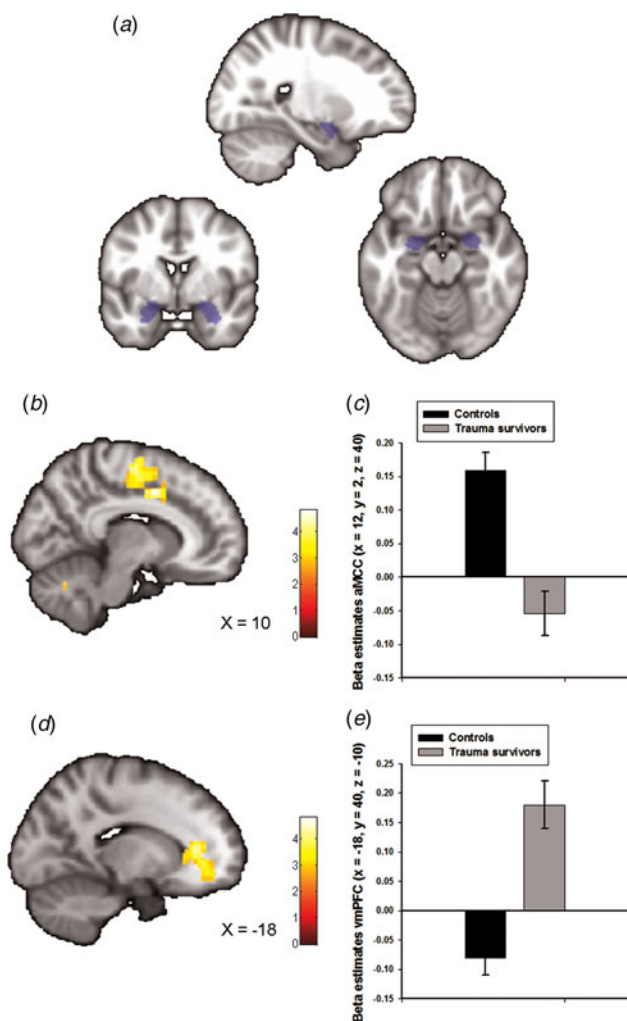 (a)
(b)
4
3
2
1
0
X = 10
(c)
Controls
Trauma survivors
Beta estimates aMCC (x = 12, y = 2, z = 40)
0.20
0.15
0.10
0.05
0.00
-0.05
-0.10
-0.15
(d)
4
3
2
1
0
X = -18
(e)
Controls
Trauma survivors
Beta estimates vmPFC (x = -18, y = 40, z = -10)
0.25
0.20
0.15
0.10
0.05
0.00
-0.05
-0.10
-0.15